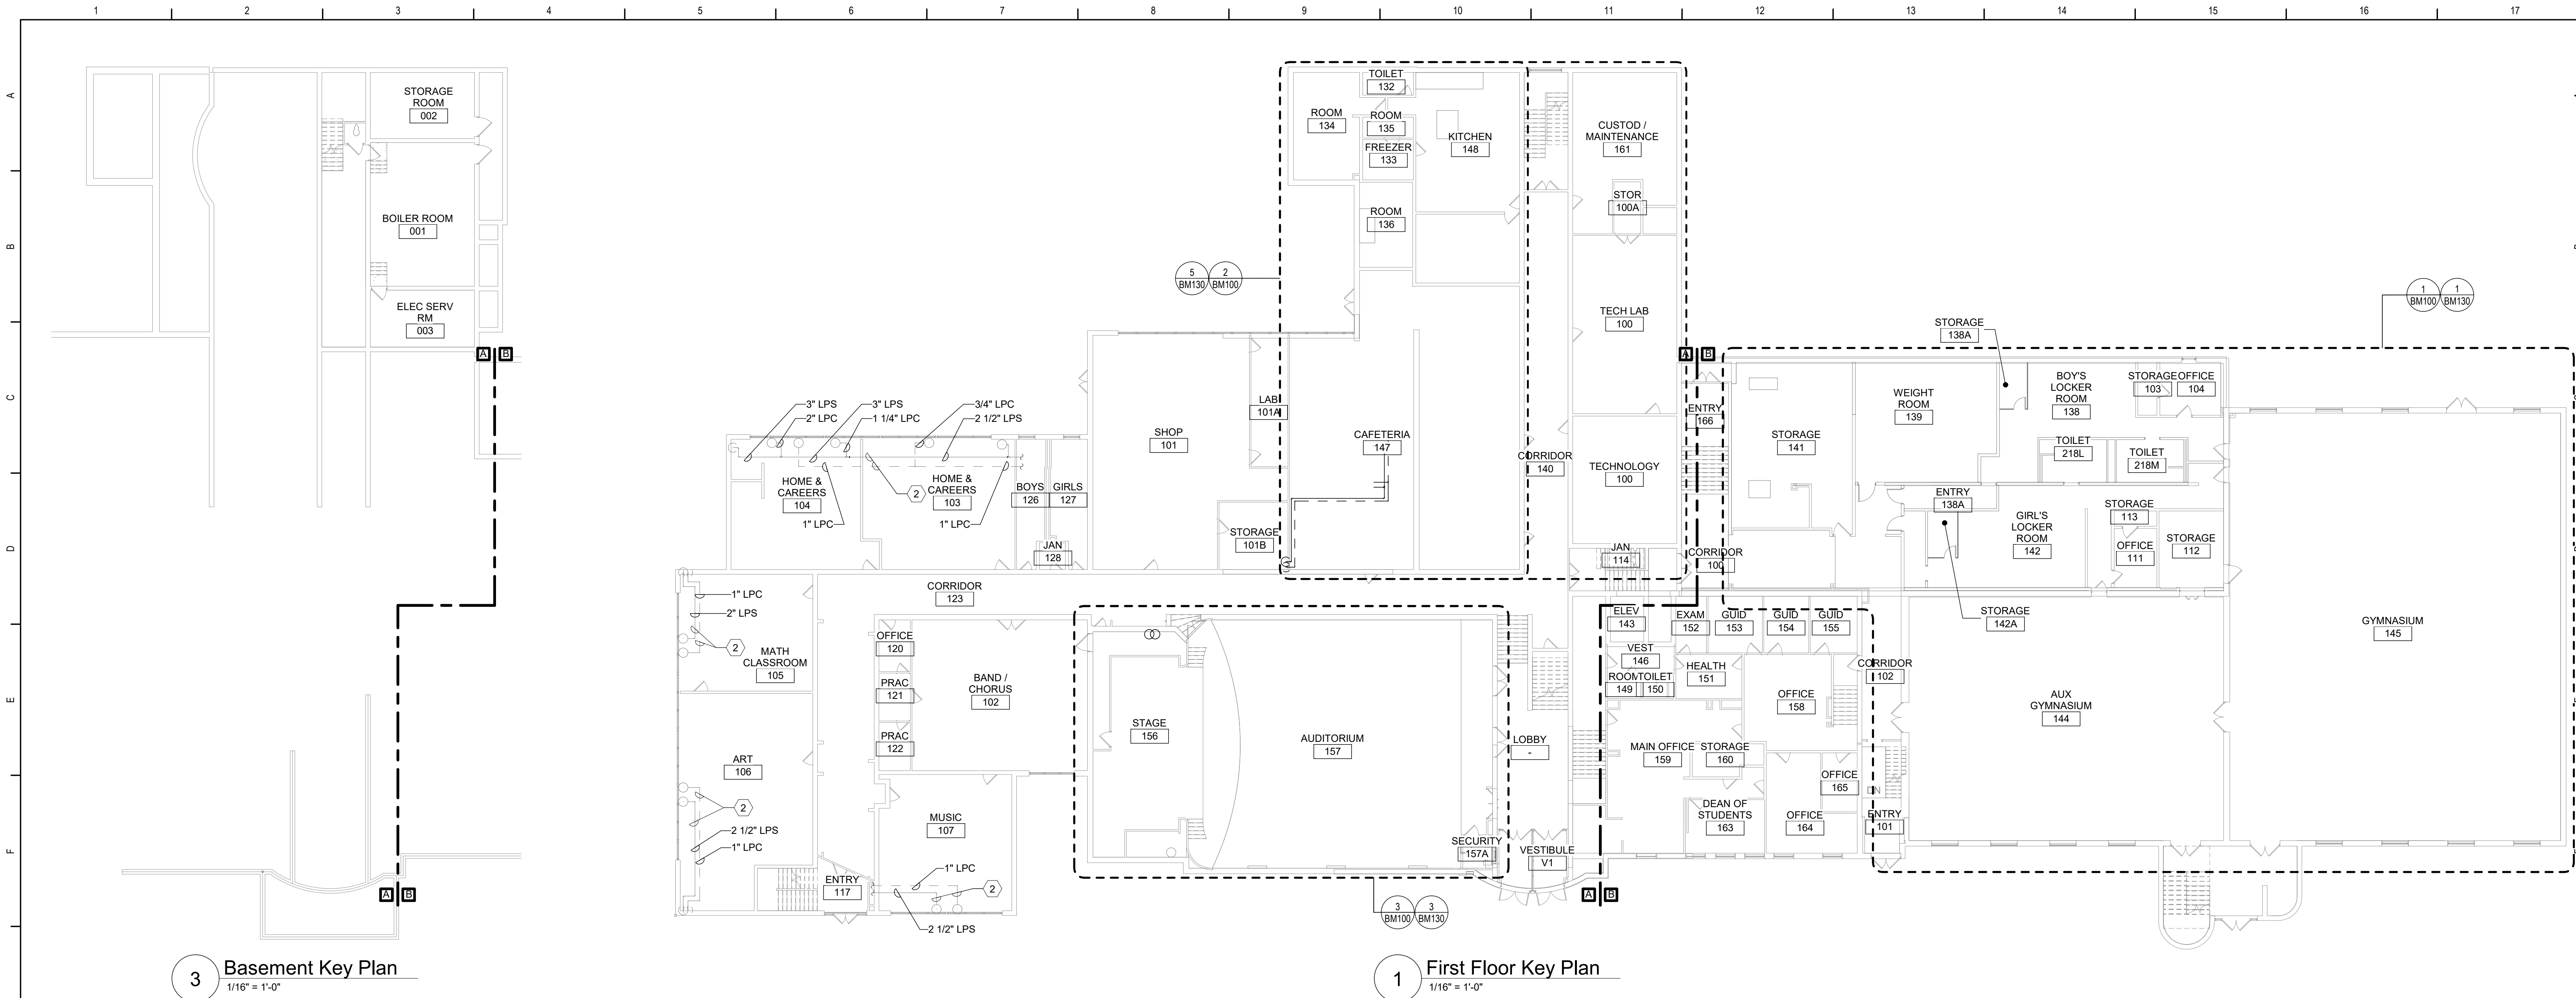 1 2 3 4 5 6 7 8 9 10 11 12 13 14 15 16 17
A
B
C
D
E
F
STORAGE
ROOM
002
BOILER ROOM
001
ELEC SERV
RM
003
A B
A B
3
Basement Key Plan
1/16" = 1'-0"
TOILET
132
ROOM
134
ROOM
135
FREEZER
133
KITCHEN
148
CUSTOD /
MAINTENANCE
161
STOR
100A
ROOM
136
5
BM130
2
BM100
TECH LAB
100
1
BM100
1
BM130
STORAGE
138A
A B
3" LPS
2" LPC
3" LPS
1 1/4" LPC
3/4" LPC
2 1/2" LPS
LAB
101A
SHOP
101
CAFETERIA
147
ENTRY
166
STORAGE
141
WEIGHT
ROOM
139
BOY'S
LOCKER
ROOM
138
STORAGE
103
OFFICE
104
TOILET
218L
TOILET
218M
CORRIDOR
140
TECHNOLOGY
100
HOME &
CAREERS
104
1" LPC
2
HOME &
CAREERS
103
1" LPC
BOYS
126
GIRLS
127
JAN
128
STORAGE
101B
JAN
114
CORRIDOR
100
ENTRY
138A
GIRL'S
LOCKER
ROOM
142
STORAGE
113
OFFICE
111
STORAGE
112
1" LPC
2" LPS
2
CORRIDOR
123
MATH
CLASSROOM
105
OFFICE
120
PRAC
121
PRAC
122
BAND /
CHORUS
102
STAGE
156
AUDITORIUM
157
LOBBY
-
ELEV
143
EXAM
152
GUID
153
GUID
154
GUID
155
VEST
146
HEALTH
151
ROOM
149
TOILET
150
OFFICE
158
CORRIDOR
102
STORAGE
142A
AUX
GYMNASIUM
144
GYMNASIUM
145
ART
106
2
2 1/2" LPS
1" LPC
MUSIC
107
MAIN OFFICE
159
STORAGE
160
OFFICE
165
DEAN OF
STUDENTS
163
OFFICE
164
DN
ENTRY
101
SECURITY
157A
VESTIBULE
V1
ENTRY
117
1" LPC
2
2 1/2" LPS
A B
3
BM100
3
BM130
1
First Floor Key Plan
1/16" = 1'-0"